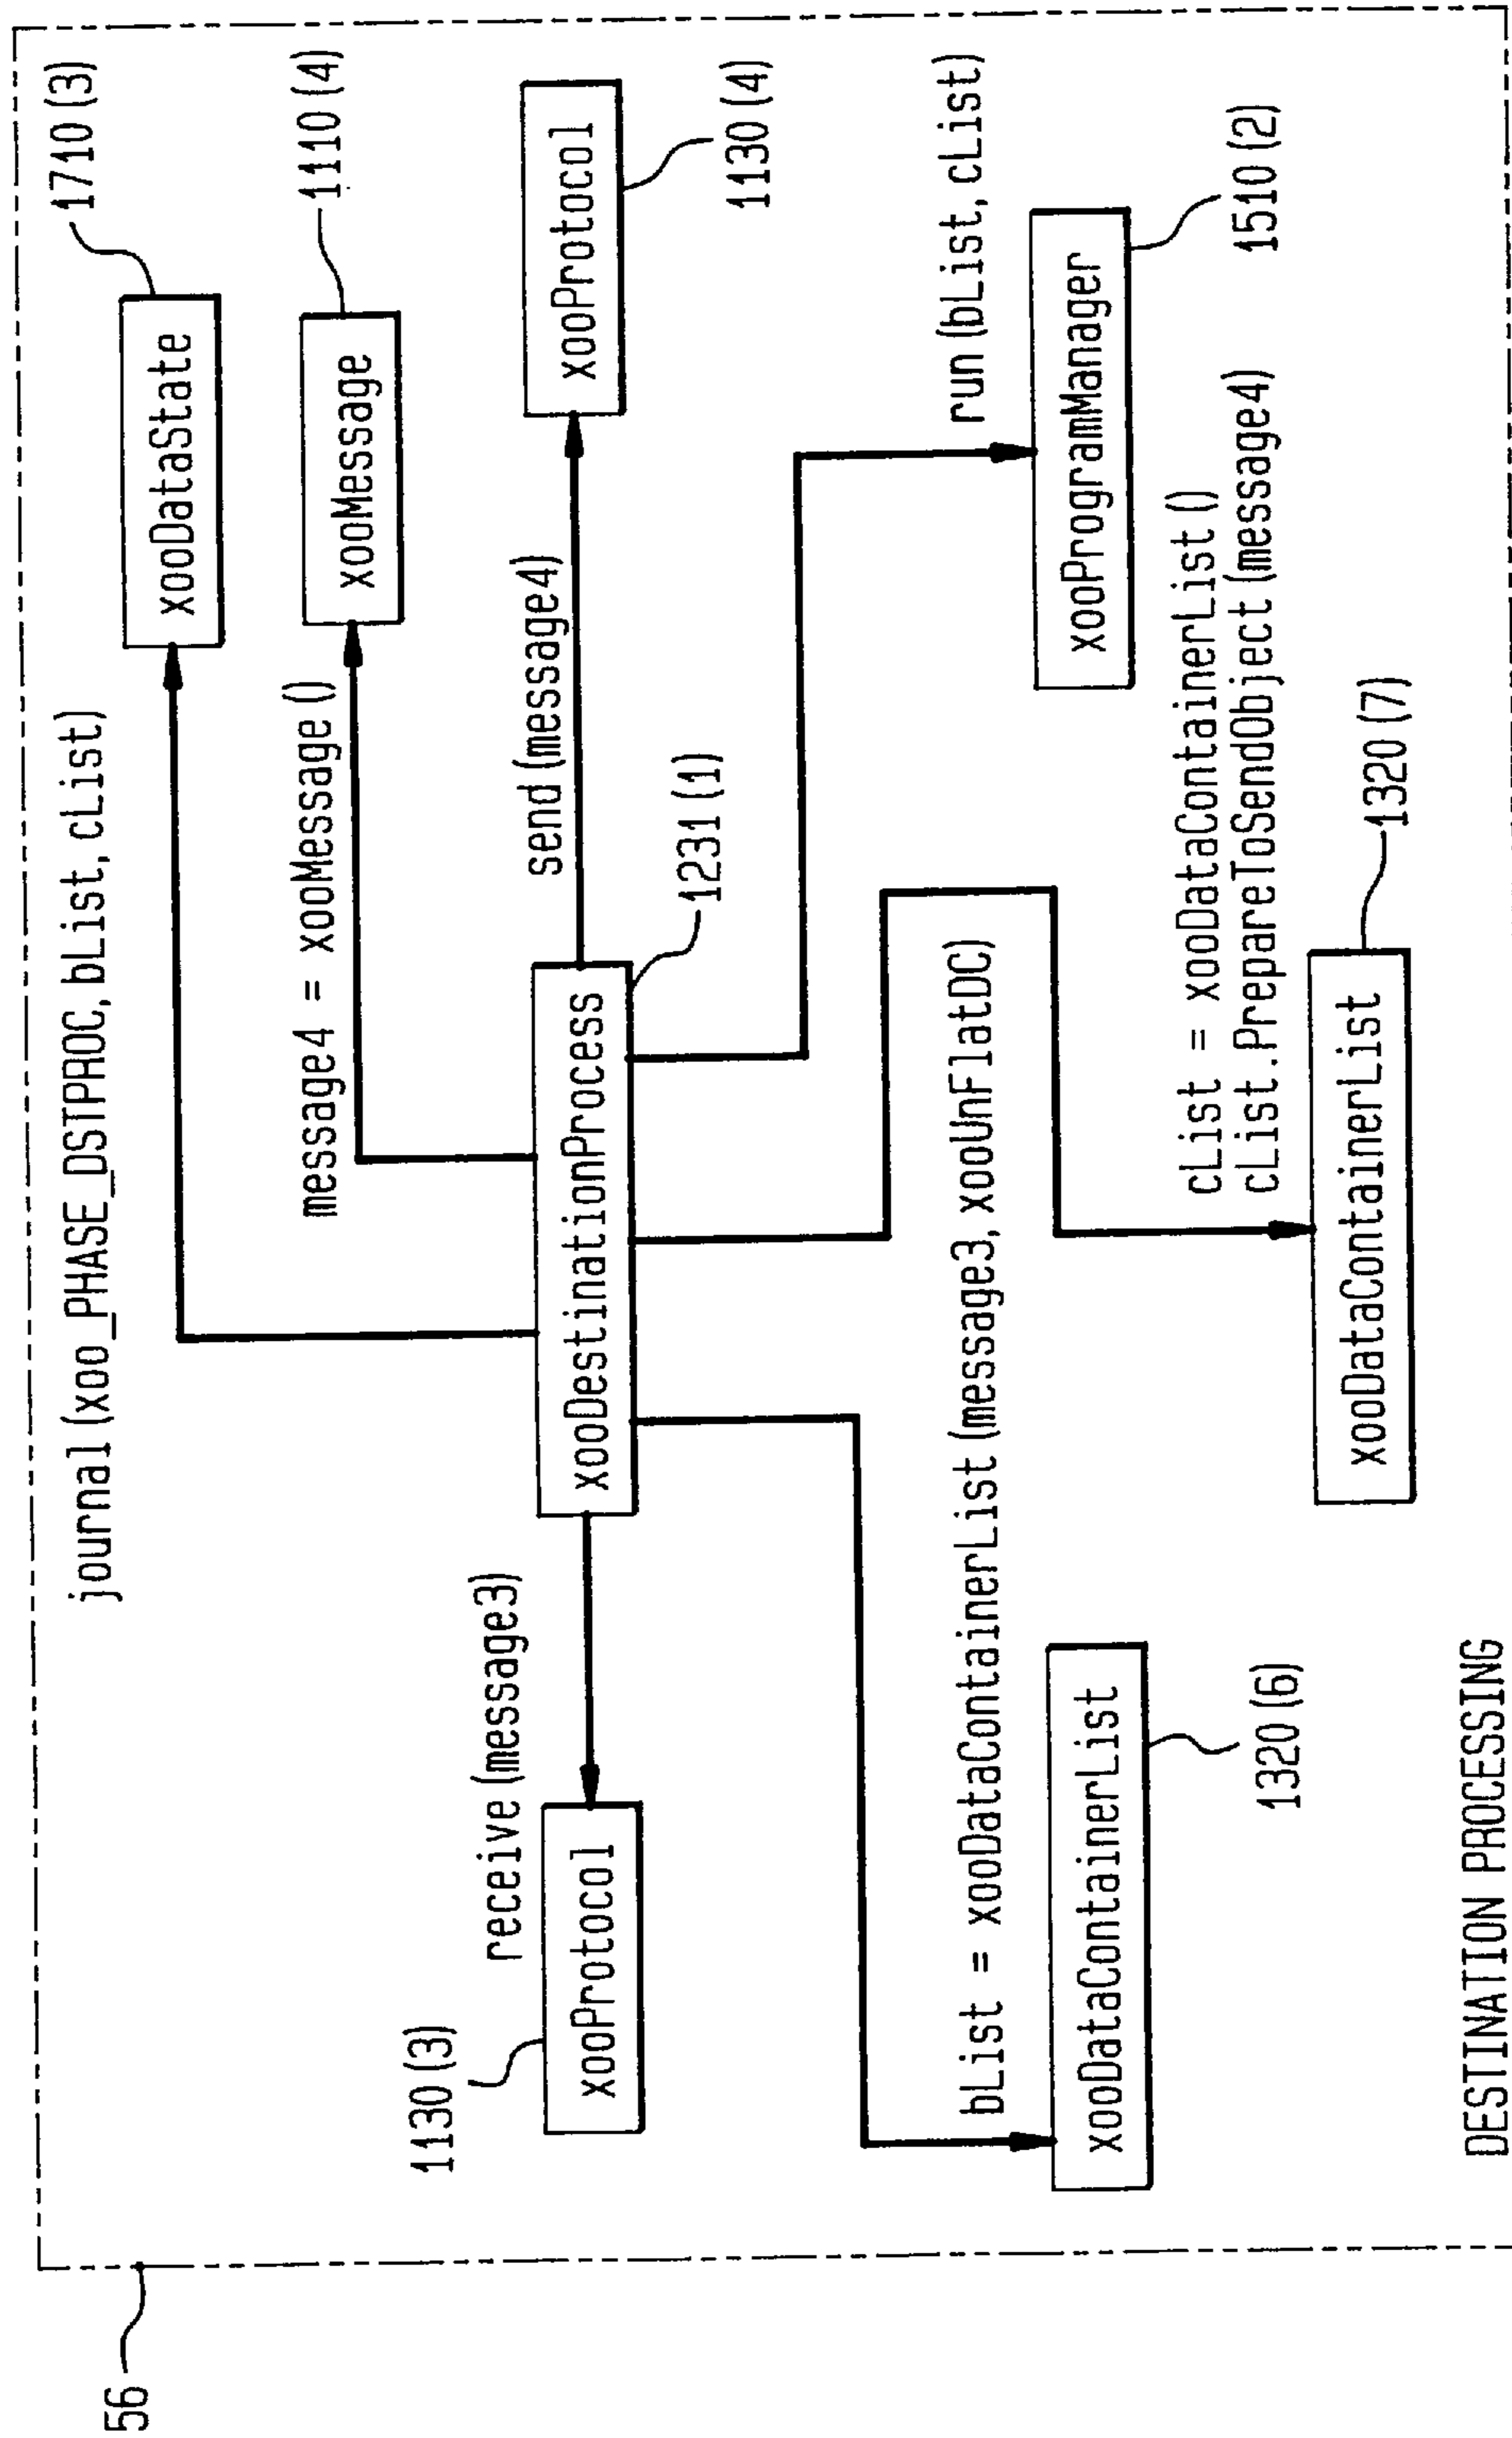 56
journal (xoo_PHASE_DSTPROC, bList, cList)
xooDataState
1710 (3)
message4 = xooMessage ()
xooMessage
1110 (4)
1130 (3)
receive (message3)
xooProtocol
xooDestinationProcess
1231 (1)
send (message4)
xooProtocol
1130 (4)
run (bList, cList)
xooProgramManager
1510 (2)
bList = xooDataContainerList (message3, xooUnFlatDC)
xooDataContainerList
1320 (6)
cList = xooDataContainerList ()
cList.PrepareToSendObject (message4)
xooDataContainerList
1320 (7)
DESTINATION PROCESSING